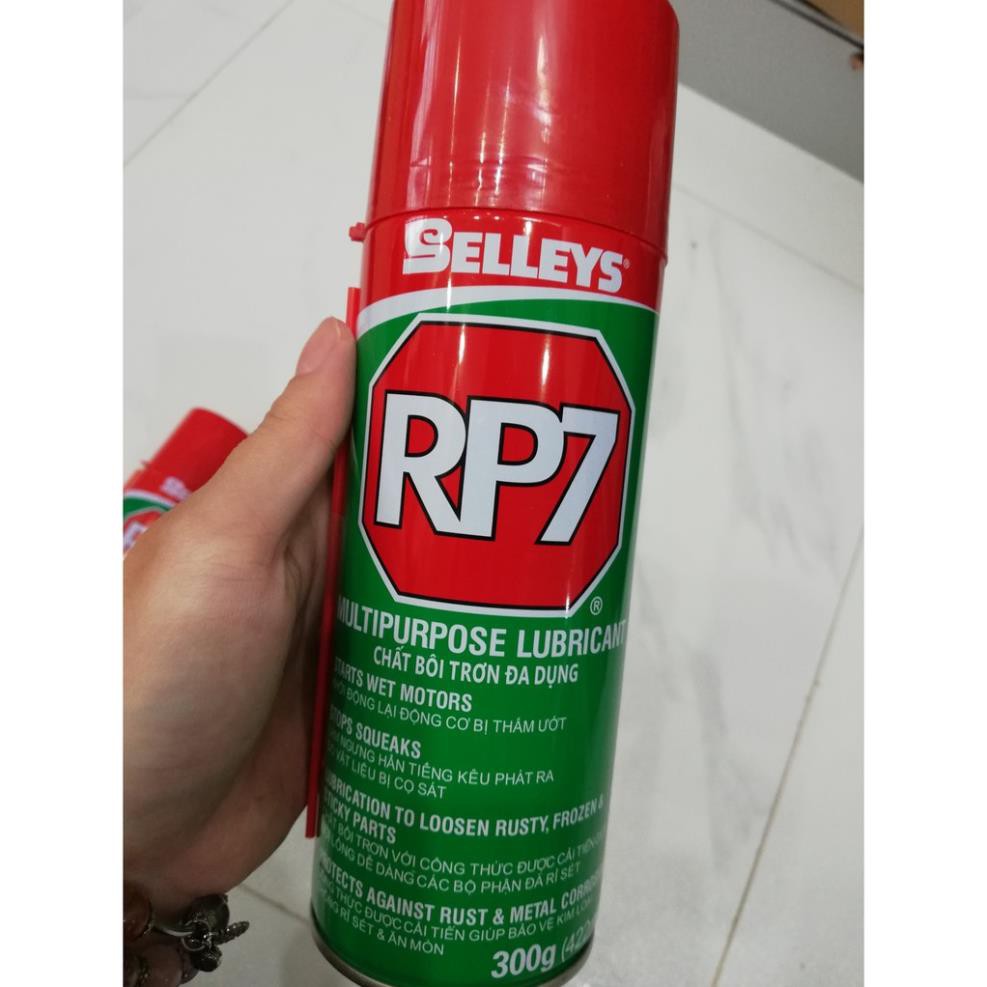 SELLEYS®
RP7
®
MULTIPURPOSE LUBRICANT
CHẤT BÔI TRƠN ĐA DỤNG
STARTS WET MOTORS
ĐỘNG LẠI ĐỘNG CƠ BỊ THẤM ƯỚT
STOPS SQUEAKS
NGƯNG HẲN TIẾNG KÊU PHÁT RA
VẬT LIỆU BỊ CỌ SÁT
LUBRICATION TO LOOSEN RUSTY, FROZEN &
STICKY PARTS
BÔI TRƠN VỚI CÔNG THỨC ĐƯỢC CẢI TIẾN
LỎNG DỄ DÀNG CÁC BỘ PHẬN ĐÃ RỈ SÉT
PROTECTS AGAINST RUST & METAL
THỨC ĐƯỢC CẢI TIẾN GIÚP BẢO VỆ KIM
RỈ SÉT & ĂN MÒN
300g
SELLEYS